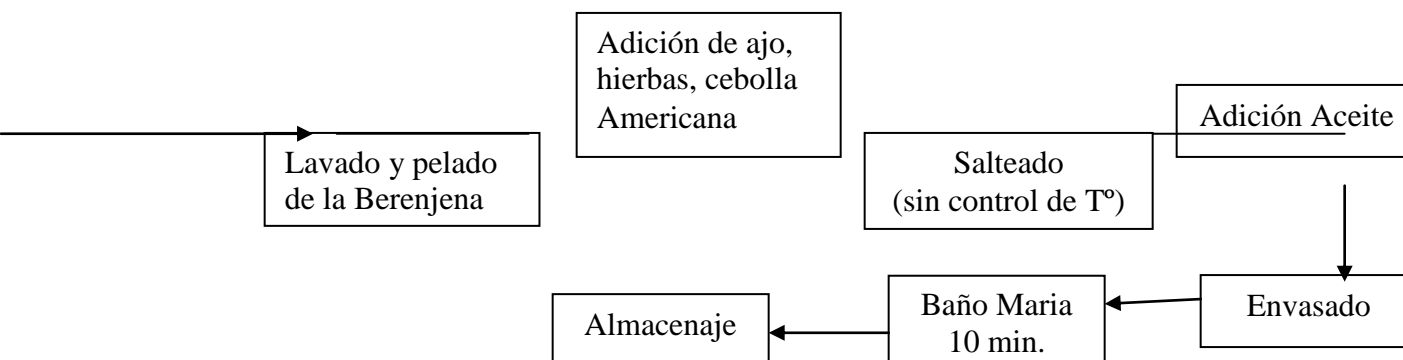 Lavado y pelado
de la Berenjena
Adición de ajo,
hierbas, cebolla
Americana
Salteado
(sin control de Tº)
Adición Aceite
Envasado
Baño Maria
10 min.
Almacenaje